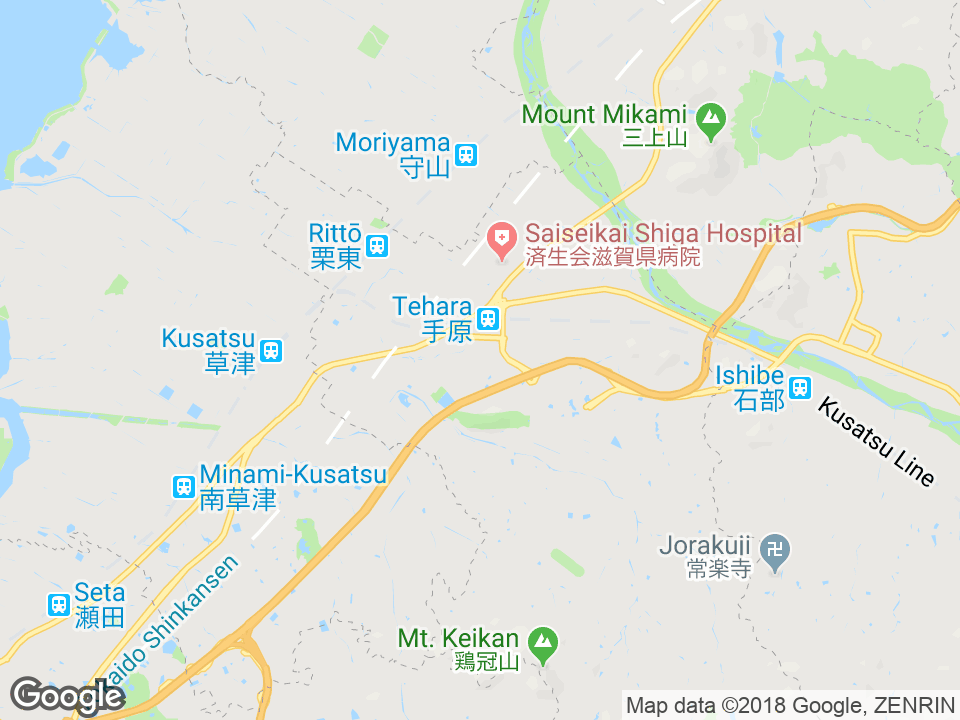 Mount Mikami
三上山
Moriyama
守山
Rittō
栗東
Saiseikai Shiga Hospital
済生会滋賀県病院
Tehara
手原
Kusatsu
草津
Ishibe
石部
Kusatsu Line
Minami-Kusatsu
南草津
Jorakuji
常楽寺
Seta
瀬田
aido Shinkansen
Mt. Keikan
鶏冠山
Google
Map data ©2018 Google, ZENRIN